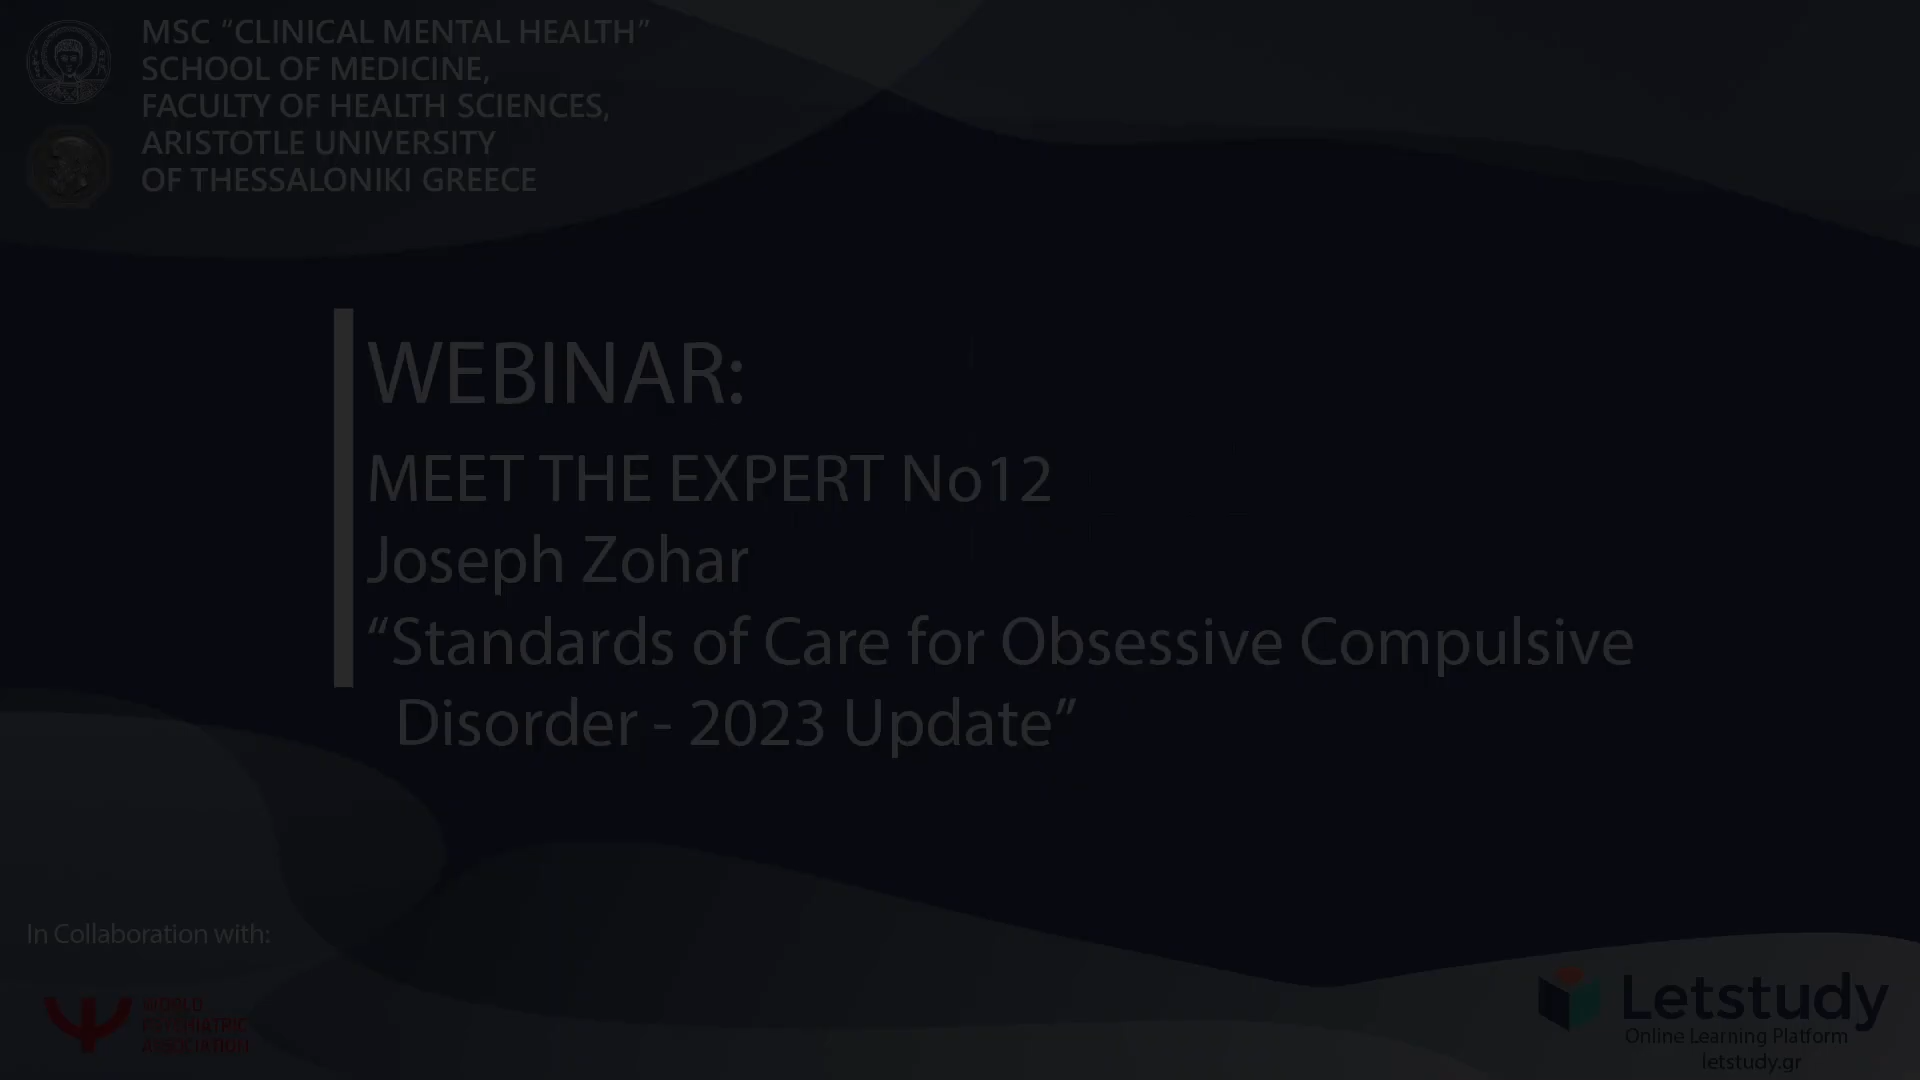 MSC “CLINICAL MENTAL HEALTH”
SCHOOL OF MEDICINE,
FACULTY OF HEALTH SCIENCES,
ARISTOTLE UNIVERSITY
OF THESSALONIKI GREECE
WEBINAR:
MEET THE EXPERT No12
Joseph Zohar
“Standards of Care for Obsessive Compulsive
Disorder - 2023 Update”
In Collaboration with:
WORLD
PSYCHIATRIC
ASSOCIATION
Letstudy
Online Learning Platform
letstudy.gr